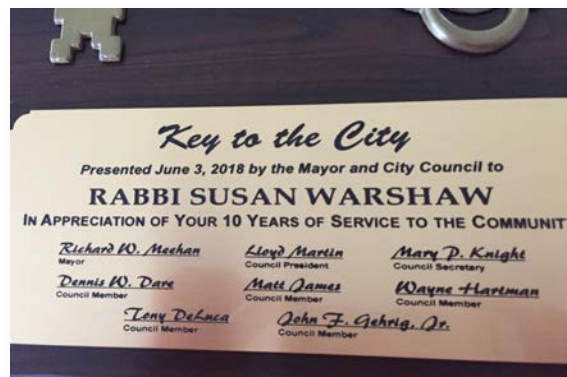 Key to the City
Presented June 3, 2018 by the Mayor and City Council to
RABBI SUSAN WARSHAW
IN APPRECIATION OF YOUR 10 YEARS OF SERVICE TO THE COMMUNIT
Richard W. Meehan Lloyd Martin Mary P. Knight
Mayor Council President Council Secretary
Dennis W. Dare Matt James Wayne Hartman
Council Member Council Member Council Member
Tony DeLuca John F. Gehrig, Jr.
Council Member Council Member